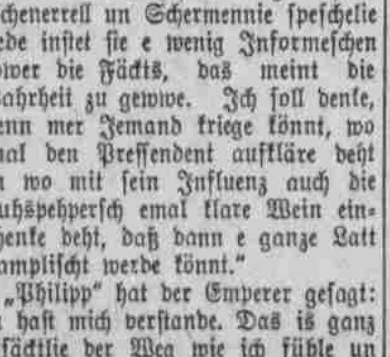 chenerrell un Schermennie speschelie
ede instet sie e wenig Informeschen
ower die Fäckts, das meint die
ahrheit zu gewwe. Ich soll denke,
enn mer Jemand kriege könnt, wo
mal den Pressendent aufkläre deht
n wo mit sein Influenz auch die
uhspehpersch emal klare Wein ein=
henke deht, daß dann e ganze Latt
amplischt werde könnt."
„Philipp" hat der Emperer gesagt:
u hast mich verstande. Das is ganz
fäcktlie der Weg wie ich fühle un